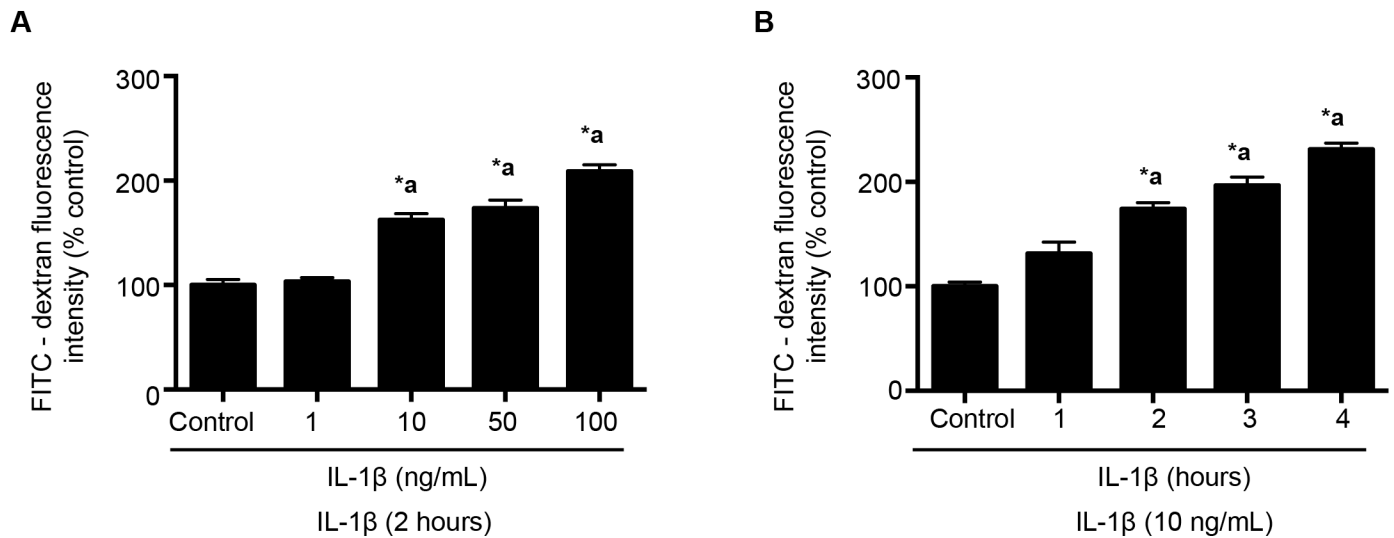 A
FITC - dextran fluorescence
intensity (% control)
300
200
100
0
*a
*a
*a
Control 1 10 50 100
IL-1β (ng/mL)
IL-1β (2 hours)
B
FITC - dextran fluorescence
intensity (% control)
300
200
100
0
*a
*a
*a
Control 1 2 3 4
IL-1β (hours)
IL-1β (10 ng/mL)